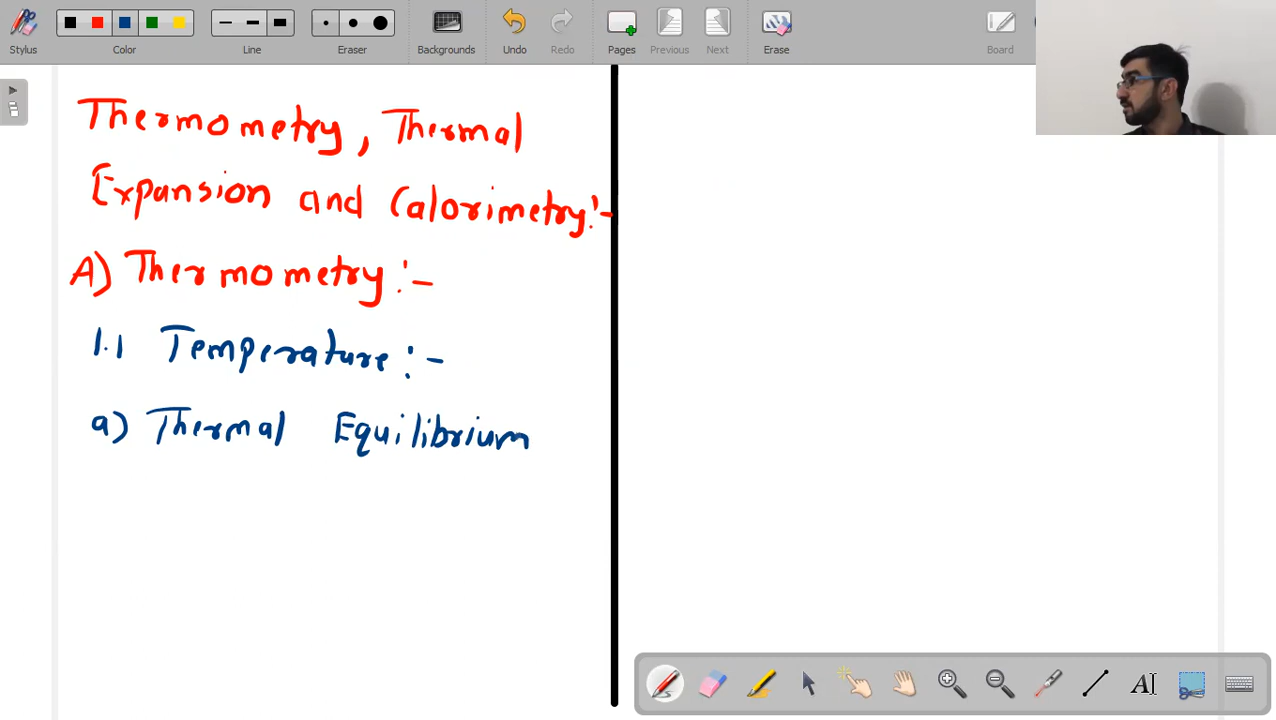 Stylus Color Line Eraser Backgrounds Undo Redo Pages Previous Next Erase Board
Thermometry, Thermal
Expansion and Calorimetry:-
A) Thermometry:-
1.1 Temperature:-
a) Thermal Equilibrium